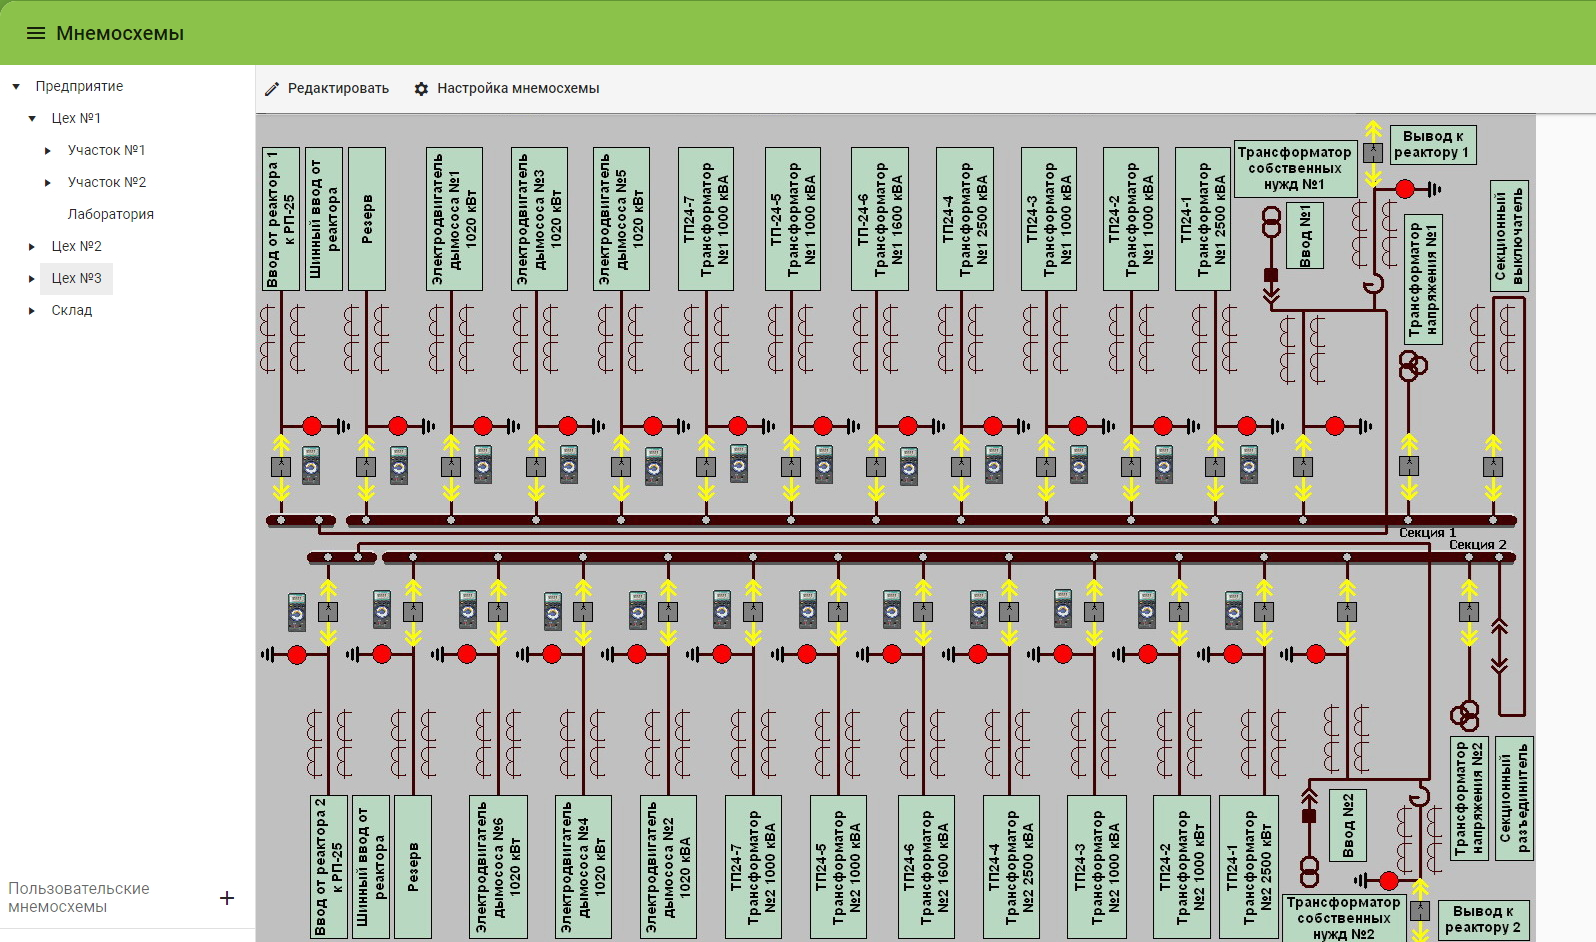 Мнемосхемы
Предприятие
Цех №1
Участок №1
Участок №2
Лаборатория
Цех №2
Цех №3
Склад
Пользовательские
мнемосхемы
Редактировать
Настройка мнемосхемы
Ввод от реактора 1
к РП-25
Шинный ввод от
реактора
Резерв
Электродвигатель
дымососа №1
1020 кВт
Электродвигатель
дымососа №3
1020 кВт
Электродвигатель
дымососа №5
1020 кВт
ТП24-7
Трансформатор
№1 1000 кВА
ТП-24-5
Трансформатор
№1 1000 кВА
ТП-24-6
Трансформатор
№1 1600 кВА
ТП24-4
Трансформатор
№1 2500 кВА
ТП24-3
Трансформатор
№1 1000 кВА
ТП24-2
Трансформатор
№1 1000 кВА
ТП24-1
Трансформатор
№1 2500 кВА
Трансформатор
собственных
нужд №1
Ввод №1
Вывод к
реактору 1
Трансформатор
напряжения №1
Секционный
выключатель
Секция 1
Секция 2
Ввод от реактора 2
к РП-25
Шинный ввод от
реактора
Резерв
Электродвигатель
дымососа №6
1020 кВт
Электродвигатель
дымососа №4
1020 кВт
Электродвигатель
дымососа №2
1020 кВА
ТП24-7
Трансформатор
№2 1000 кВА
ТП24-5
Трансформатор
№2 1000 кВА
ТП24-6
Трансформатор
№2 1600 кВА
ТП24-4
Трансформатор
№2 2500 кВА
ТП24-3
Трансформатор
№2 1000 кВА
ТП24-2
Трансформатор
№2 1000 кВт
ТП24-1
Трансформатор
№2 2500 кВт
Ввод №2
Трансформатор
собственных
нужд №2
Трансформатор
напряжения №2
Секционный
разъединитель
Вывод к
реактору 2